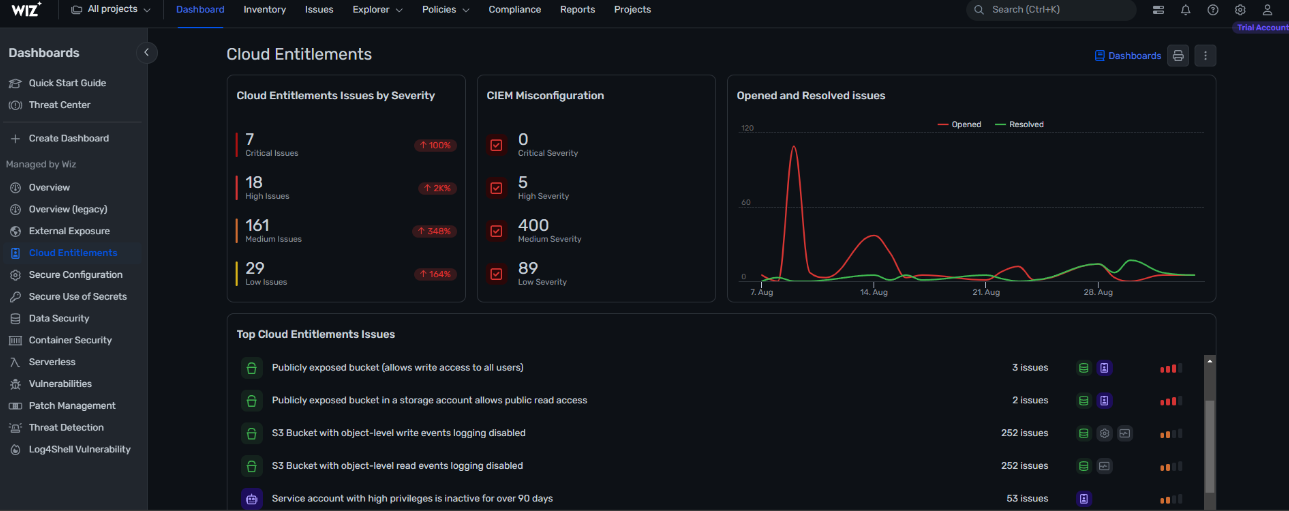 WIZ
All projects
Dashboard Inventory Issues Explorer Policies Compliance Reports Projects
Search (Ctrl+K)
Trial Account
Dashboards
Quick Start Guide
Threat Center
Create Dashboard
Managed by Wiz
Overview
Overview (legacy)
External Exposure
Cloud Entitlements
Secure Configuration
Secure Use of Secrets
Data Security
Container Security
Serverless
Vulnerabilities
Patch Management
Threat Detection
Log4Shell Vulnerability
Cloud Entitlements
Dashboards
Cloud Entitlements Issues by Severity
7
Critical Issues
↑ 100%
18
High Issues
↑ 2K%
161
Medium Issues
↑ 348%
29
Low Issues
↑ 164%
CIEM Misconfiguration
0
Critical Severity
5
High Severity
400
Medium Severity
89
Low Severity
Opened and Resolved issues
Opened Resolved
120
60
0
7. Aug 14. Aug 21. Aug 28. Aug
Top Cloud Entitlements Issues
Publicly exposed bucket (allows write access to all users) 3 issues
Publicly exposed bucket in a storage account allows public read access 2 issues
S3 Bucket with object-level write events logging disabled 252 issues
S3 Bucket with object-level read events logging disabled 252 issues
Service account with high privileges is inactive for over 90 days 53 issues